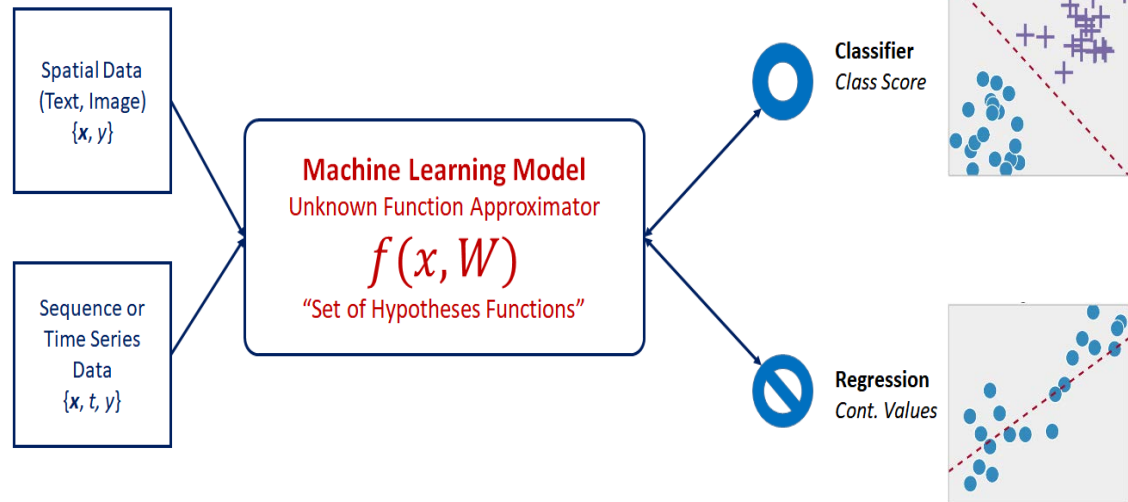 Spatial Data
(Text, Image)
{x, y}
Sequence or
Time Series
Data
{x, t, y}
Machine Learning Model
Unknown Function Approximator
f(x, W)
“Set of Hypotheses Functions”
Classifier
Class Score
Regression
Cont. Values